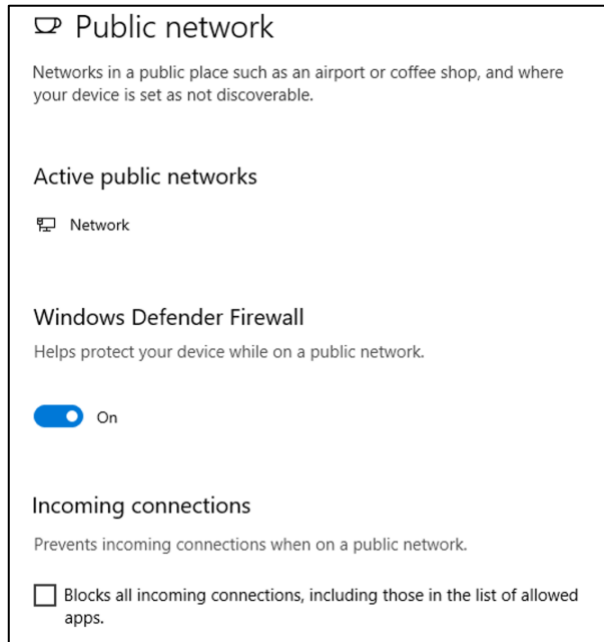 Public network
Networks in a public place such as an airport or coffee shop, and where
your device is set as not discoverable.
Active public networks
Network
Windows Defender Firewall
Helps protect your device while on a public network.
On
Incoming connections
Prevents incoming connections when on a public network.
Blocks all incoming connections, including those in the list of allowed
apps.